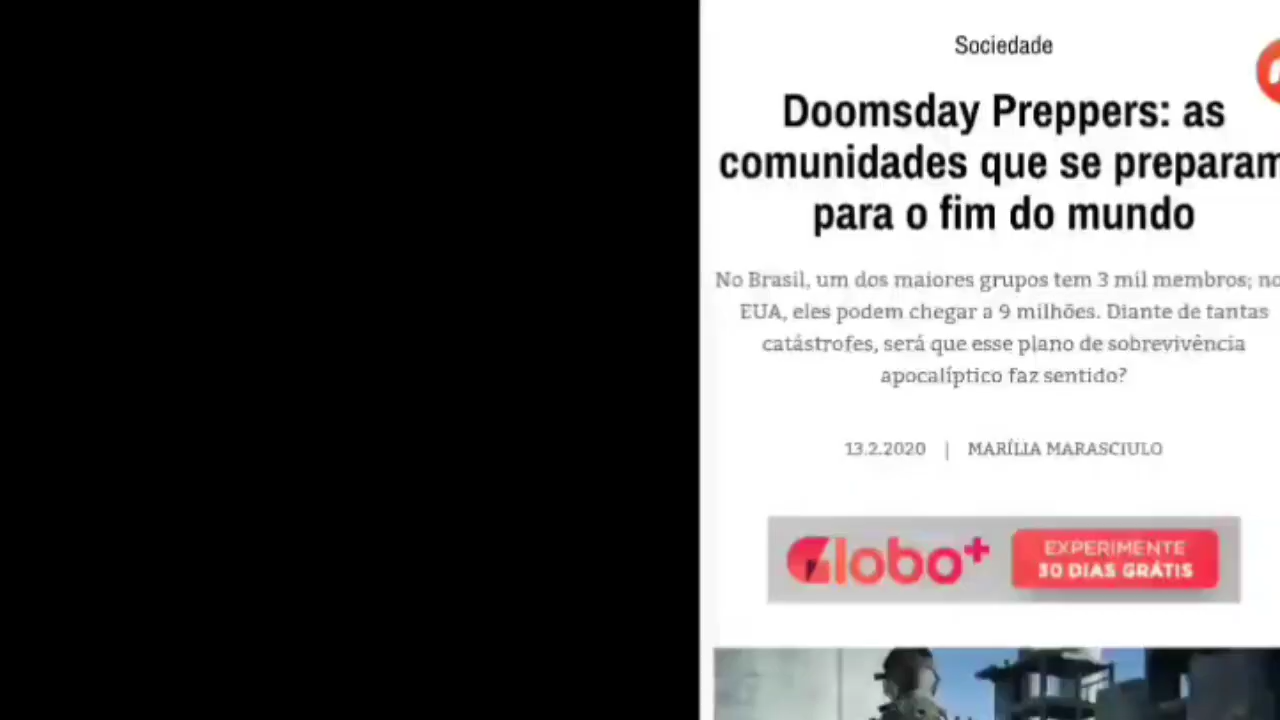 Sociedade
Doomsday Preppers: as
comunidades que se preparam
para o fim do mundo
No Brasil, um dos maiores grupos tem 3 mil membros; no
EUA, eles podem chegar a 9 milhões. Diante de tantas
catástrofes, será que esse plano de sobrevivência
apocalíptico faz sentido?
13.2.2020 | MARÍLIA MARASCIULO
Globo+
EXPERIMENTE
30 DIAS GRÁTIS